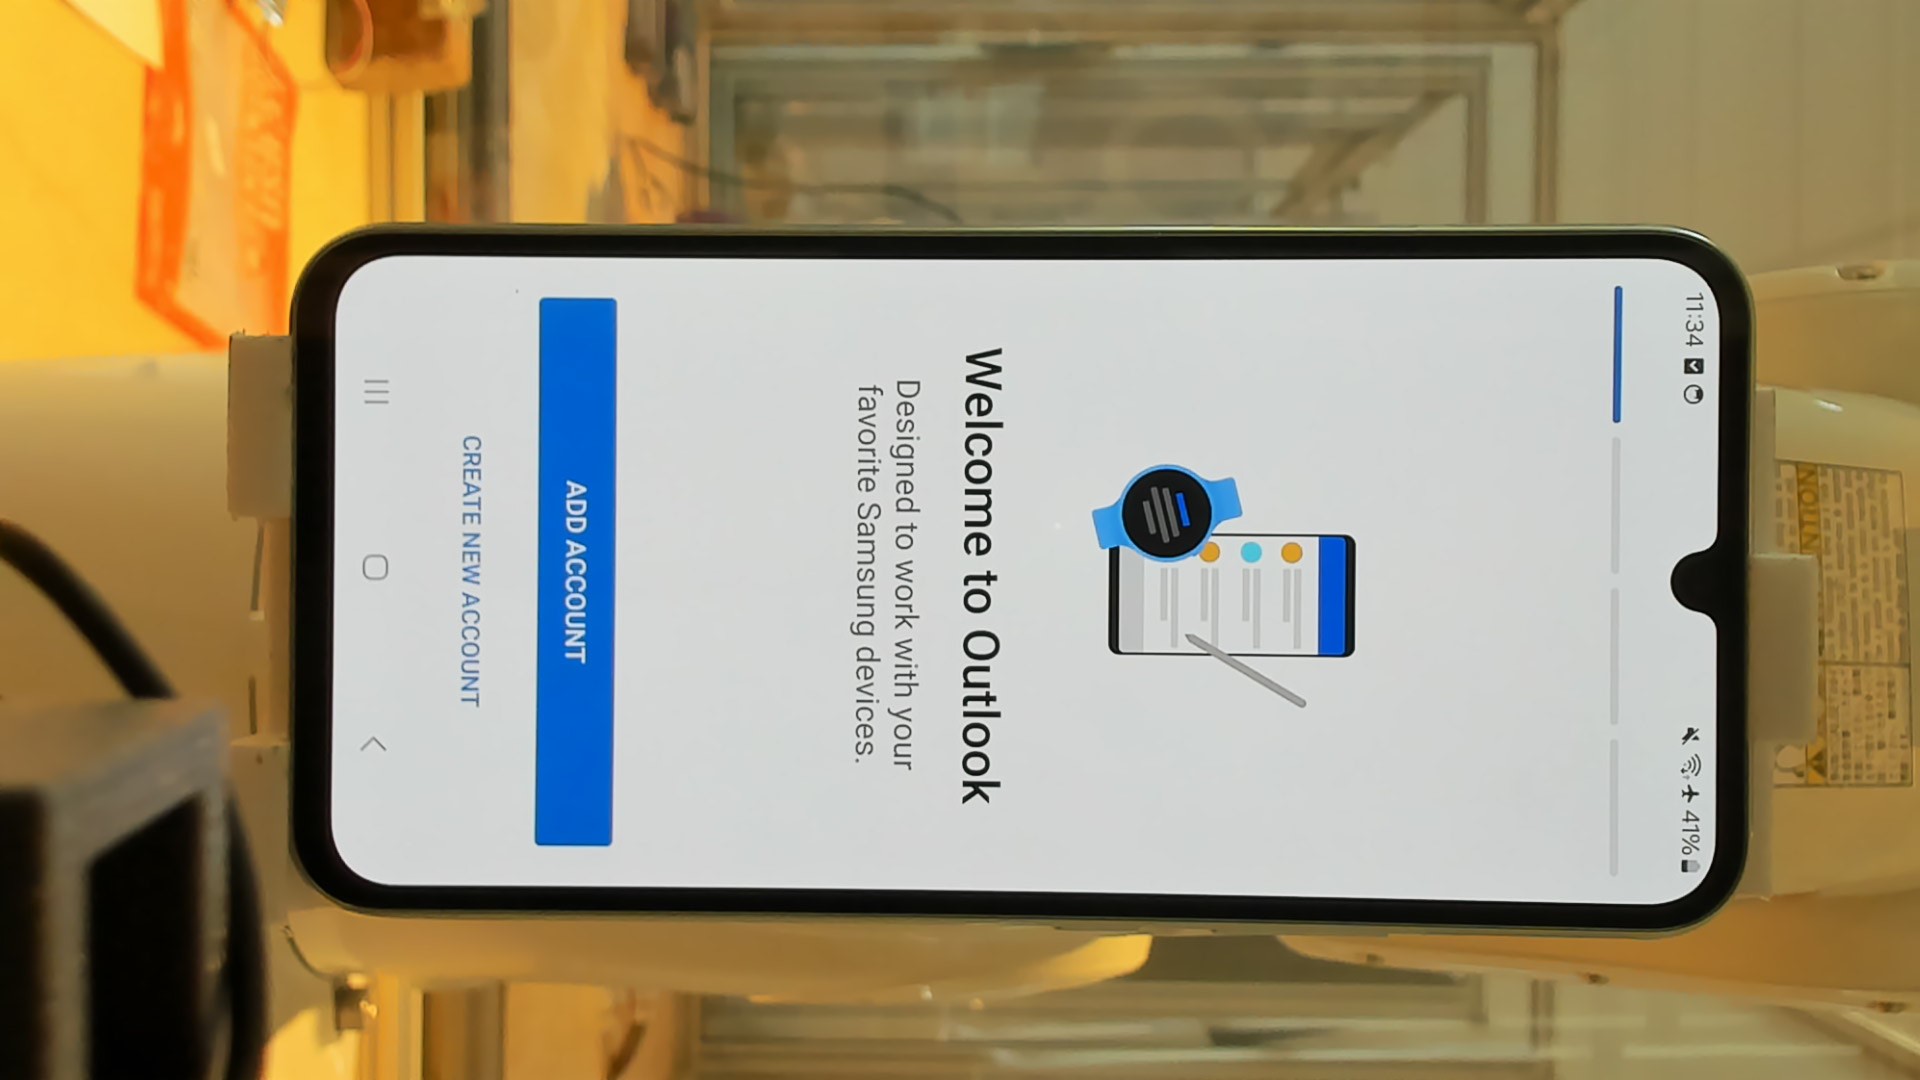 11:34
41%
Welcome to Outlook
Designed to work with your
favorite Samsung devices.
ADD ACCOUNT
CREATE NEW ACCOUNT